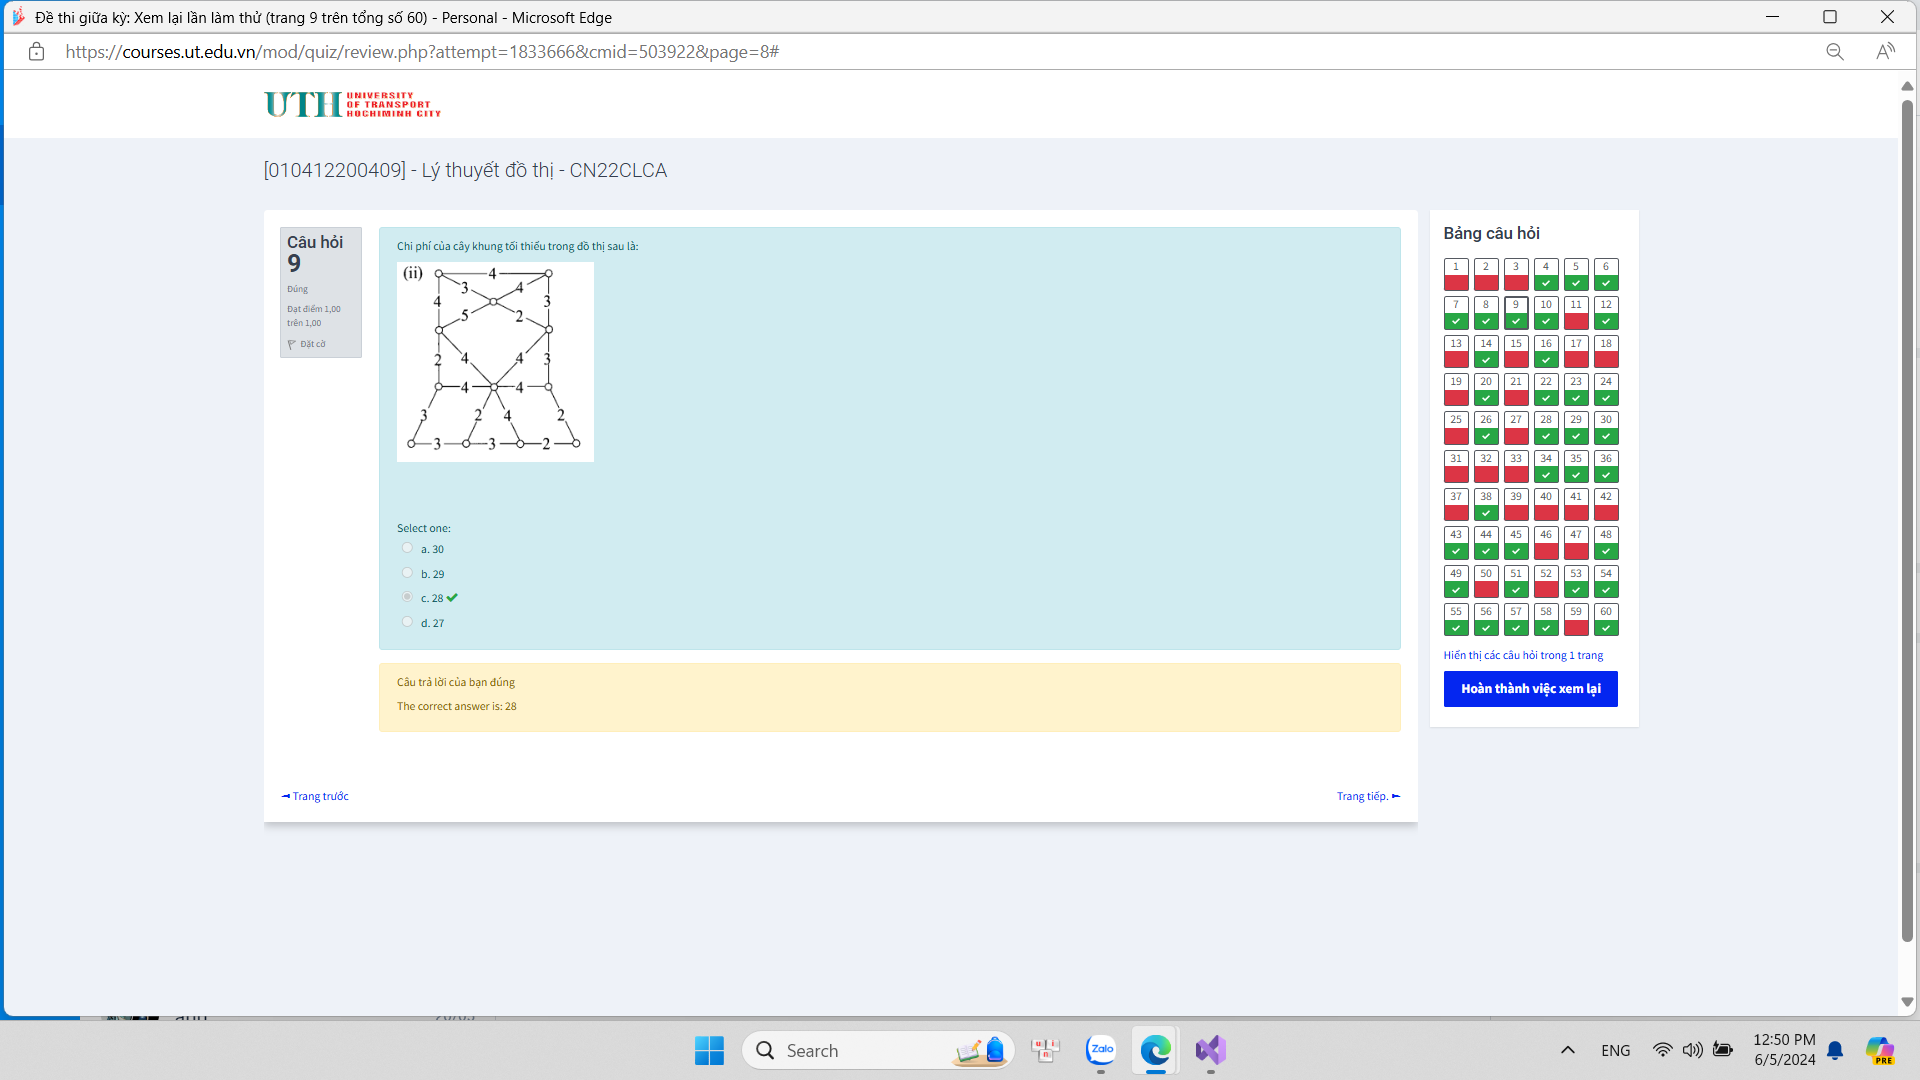 Đề thi giữa kỳ: Xem lại lần làm thử (trang 9 trên tổng số 60) - Personal - Microsoft Edge
https://courses.ut.edu.vn/mod/quiz/review.php?attempt=1833666&cmid=503922&page=8#
UTH UNIVERSITY
OF TRANSPORT
HOCHIMINH CITY
[010412200409] - Lý thuyết đồ thị - CN22CLCA
Câu hỏi
9
Đúng
Đạt điểm 1,00
trên 1,00
Đặt cờ
Chi phí của cây khung tối thiểu trong đồ thị sau là:
(ii) 4
3 4
4 3
5 2
4 4
2 3
4 4
3 2 4 2
3 3 2
Select one:
a. 30
b. 29
c. 28
d. 27
Câu trả lời của bạn đúng
The correct answer is: 28
Trang trước
Trang tiếp.
Bảng câu hỏi
1 2 3 4 5 6
7 8 9 10 11 12
13 14 15 16 17 18
19 20 21 22 23 24
25 26 27 28 29 30
31 32 33 34 35 36
37 38 39 40 41 42
43 44 45 46 47 48
49 50 51 52 53 54
55 56 57 58 59 60
Hiển thị các câu hỏi trong 1 trang
Hoàn thành việc xem lại
Search
u i n
Zalo
ENG
12:50 PM
6/5/2024
PRE